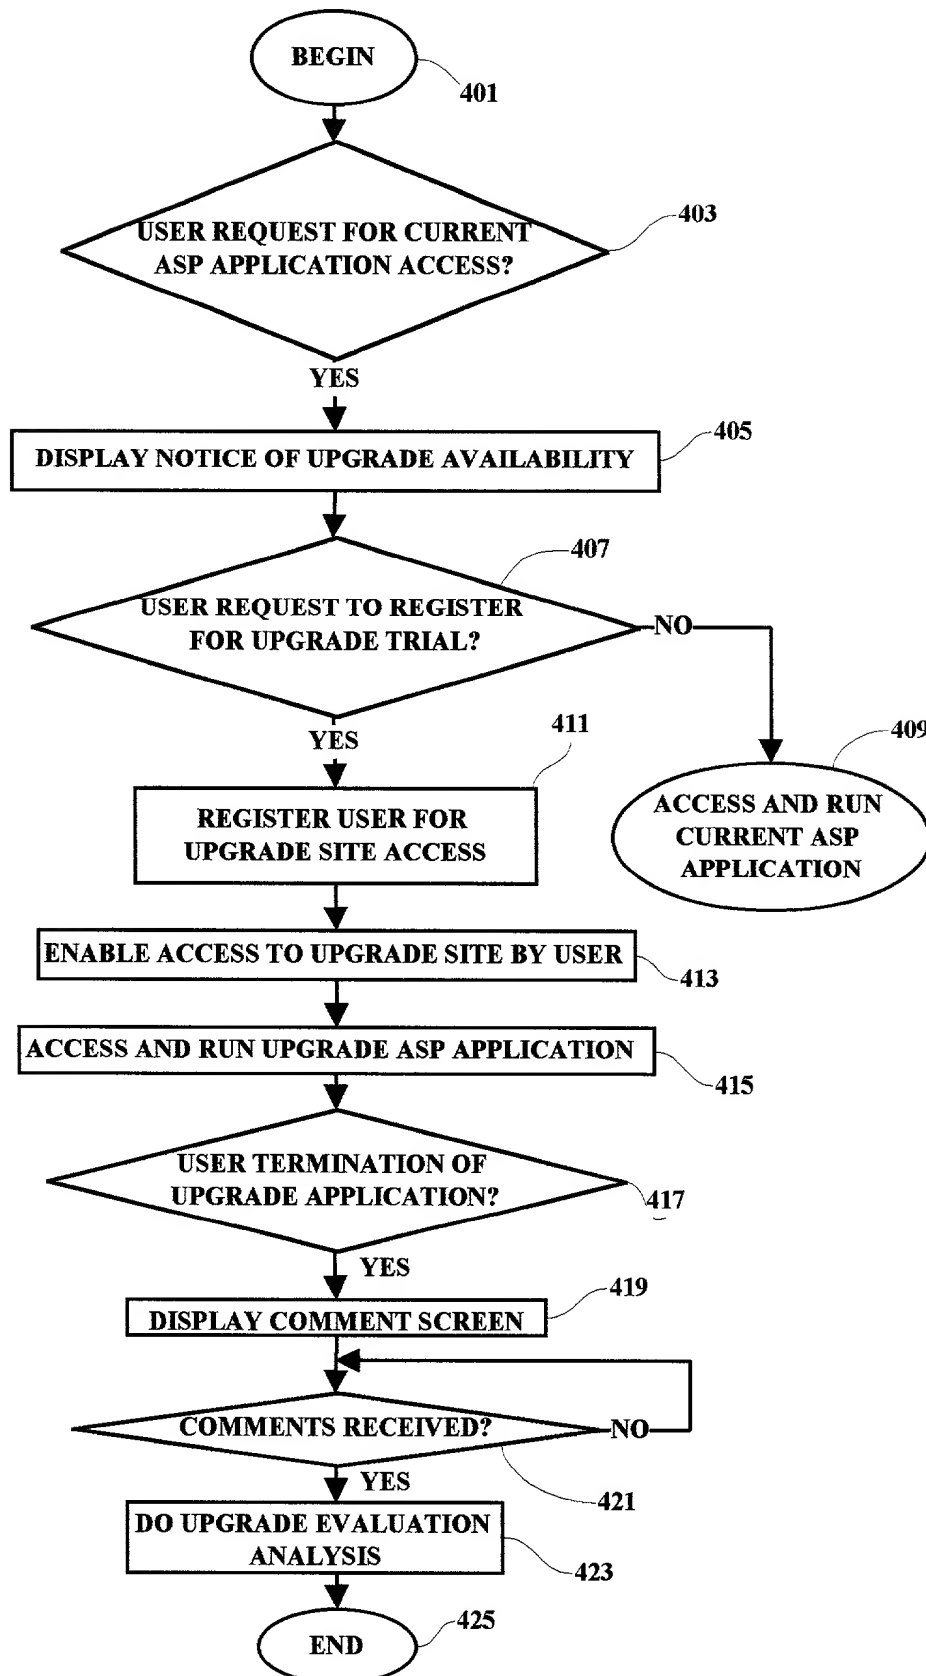 BEGIN
401
USER REQUEST FOR CURRENT
ASP APPLICATION ACCESS?
403
YES
DISPLAY NOTICE OF UPGRADE AVAILABILITY
405
407
USER REQUEST TO REGISTER
FOR UPGRADE TRIAL?
NO
YES
411
409
REGISTER USER FOR
UPGRADE SITE ACCESS
ACCESS AND RUN
CURRENT ASP
APPLICATION
ENABLE ACCESS TO UPGRADE SITE BY USER
413
ACCESS AND RUN UPGRADE ASP APPLICATION
415
USER TERMINATION OF
UPGRADE APPLICATION?
417
YES
419
DISPLAY COMMENT SCREEN
COMMENTS RECEIVED?
NO
YES
421
DO UPGRADE EVALUATION
ANALYSIS
423
END
425